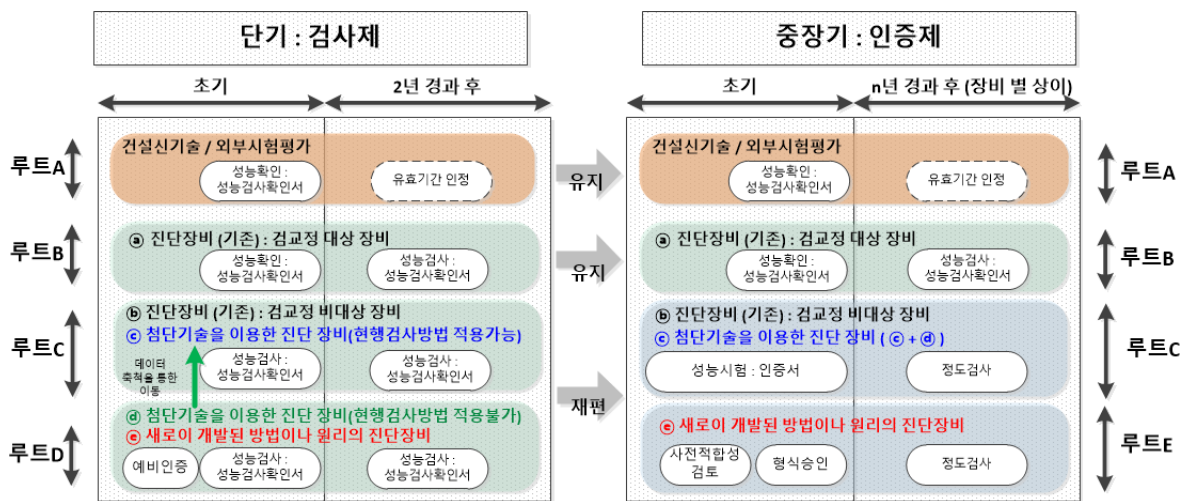 단기 : 검사제
초기
2년 경과 후
루트A
건설신기술 / 외부시험평가
성능확인 :
성능검사확인서
유효기간 인정
루트B
ⓐ 진단장비 (기존) : 검교정 대상 장비
성능확인 :
성능검사확인서
성능검사 :
성능검사확인서
루트C
ⓑ 진단장비 (기존) : 검교정 비대상 장비
ⓒ 첨단기술을 이용한 진단 장비(현행검사방법 적용가능)
데이터
축척을 통한
이동
성능검사 :
성능검사확인서
성능검사 :
성능검사확인서
루트D
ⓓ 첨단기술을 이용한 진단 장비(현행검사방법 적용불가)
ⓔ 새로이 개발된 방법이나 원리의 진단장비
예비인증
성능검사 :
성능검사확인서
성능검사 :
성능검사확인서
유지
유지
재편
중장기 : 인증제
초기
n년 경과 후 (장비 별 상이)
건설신기술 / 외부시험평가
성능확인 :
성능검사확인서
유효기간 인정
루트A
ⓐ 진단장비 (기존) : 검교정 대상 장비
성능확인 :
성능검사확인서
성능검사 :
성능검사확인서
루트B
ⓑ 진단장비 (기존) : 검교정 비대상 장비
ⓒ 첨단기술을 이용한 진단 장비 ( ⓒ + ⓓ )
성능시험 : 인증서
정도검사
루트C
ⓔ 새로이 개발된 방법이나 원리의 진단장비
사전적합성
검토
형식승인
정도검사
루트E